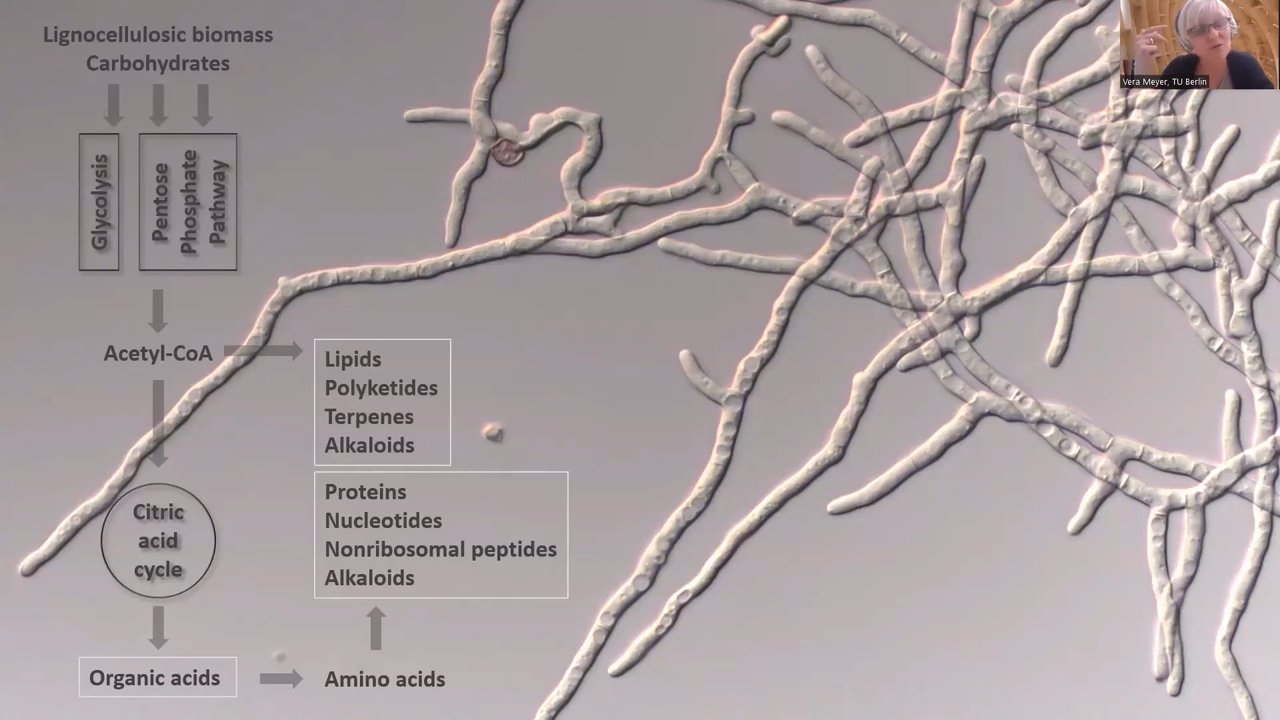 Lignocellulosic biomass
Carbohydrates
Glycolysis
Pentose
Phosphate
Pathway
Acetyl-CoA
Lipids
Polyketides
Terpenes
Alkaloids
Citric
acid
cycle
Proteins
Nucleotides
Nonribosomal peptides
Alkaloids
Organic acids
Amino acids
Vera Meyer, TU Berlin